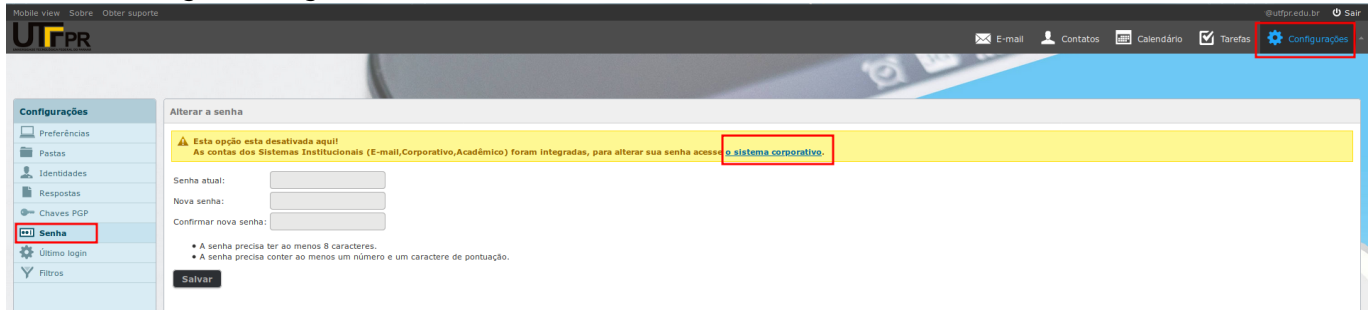 Mobile view Sobre Obter suporte
@utfpr.edu.br Sair
UTFPR
E-mail Contatos Calendário Tarefas Configurações
Configurações
Preferências
Pastas
Identidades
Respostas
Chaves PGP
Senha
Último login
Filtros
Alterar a senha
Esta opção esta desativada aqui!
As contas dos Sistemas Institucionais (E-mail,Corporativo,Acadêmico) foram integradas, para alterar sua senha acesse o sistema corporativo.
Senha atual:
Nova senha:
Confirmar nova senha:
• A senha precisa ter ao menos 8 caracteres.
• A senha precisa conter ao menos um número e um caractere de pontuação.
Salvar